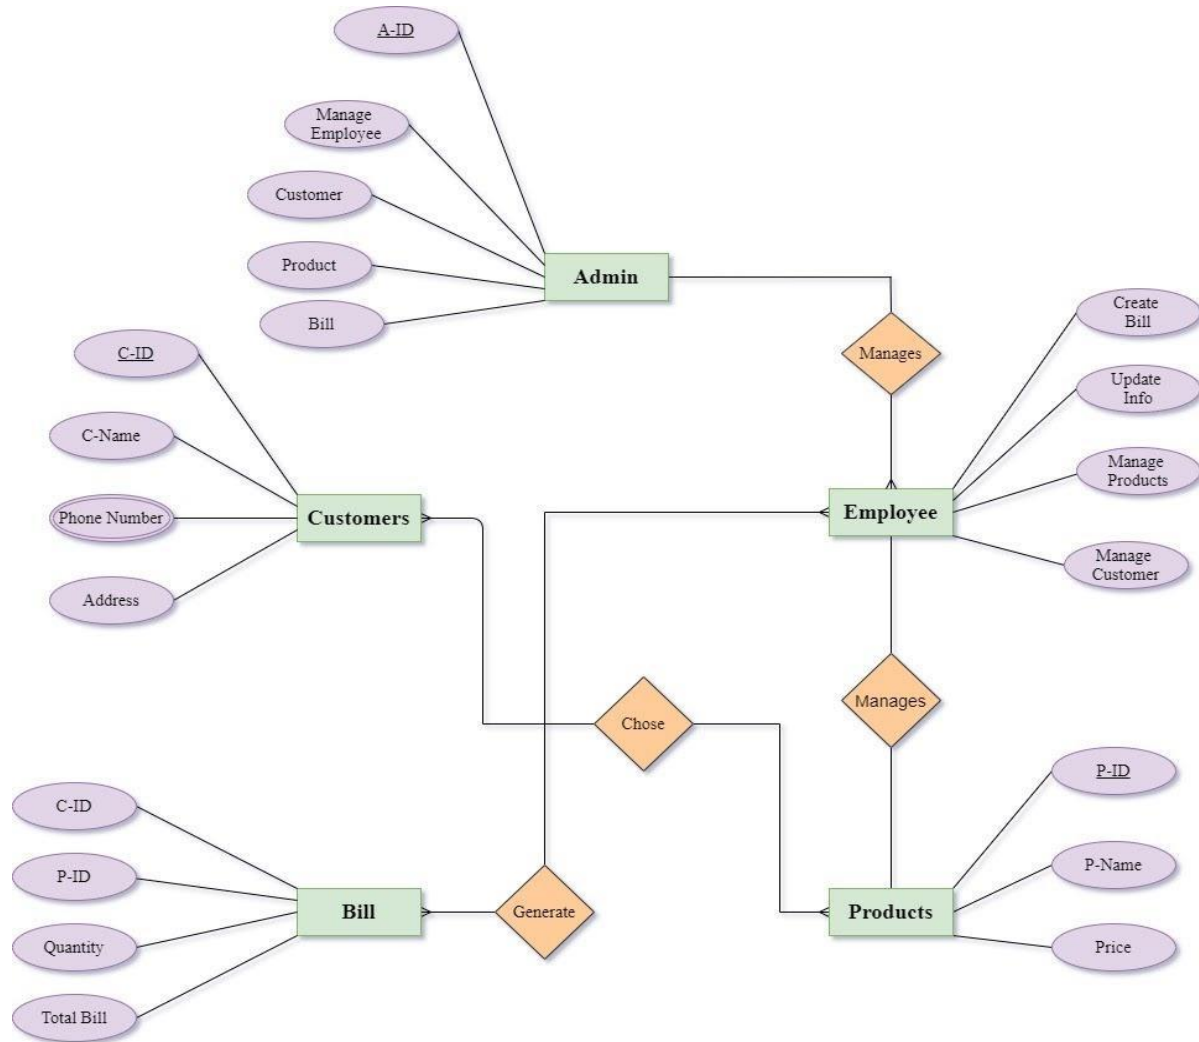 A-ID
Manage
Employee
Customer
Product
Bill
Admin
Manages
Create
Bill
Update
Info
Manage
Products
Manage
Customer
Employee
C-ID
C-Name
Phone Number
Address
Customers
Chose
Manages
C-ID
P-ID
Quantity
Total Bill
Bill
Generate
Products
P-ID
P-Name
Price